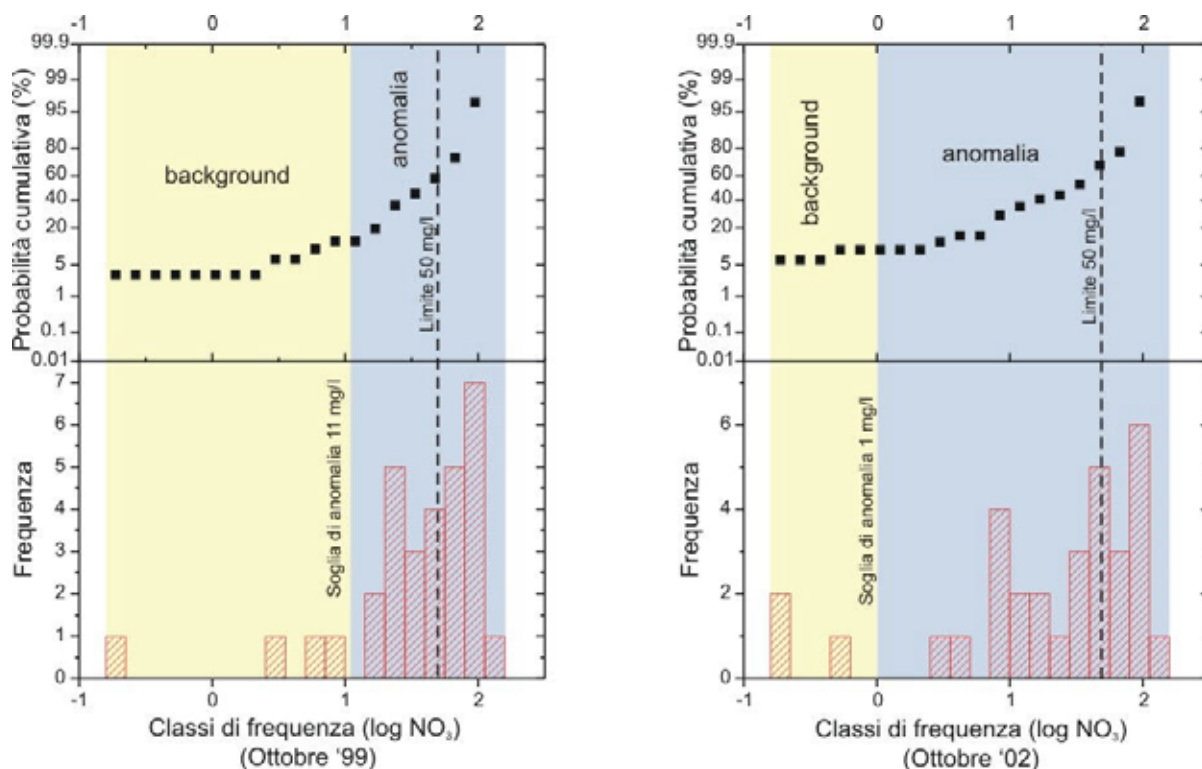 -1 0 1 2
99.9
99
95
80
60
40
20
5
1
0.1
0.01
Probabilità cumulativa (%)
background
anomalia
Limite 50 mg/l
7
6
5
4
3
2
1
0
Frequenza
Soglia di anomalia 11 mg/l
-1 0 1 2
Classi di frequenza (log NO₃)
(Ottobre '99)
-1 0 1 2
99.9
99
95
80
60
40
20
5
1
0.1
0.01
Probabilità cumulativa (%)
background
anomalia
Limite 50 mg/l
6
4
2
0
Frequenza
Soglia di anomalia 1 mg/l
-1 0 1 2
Classi di frequenza (log NO₃)
(Ottobre '02)